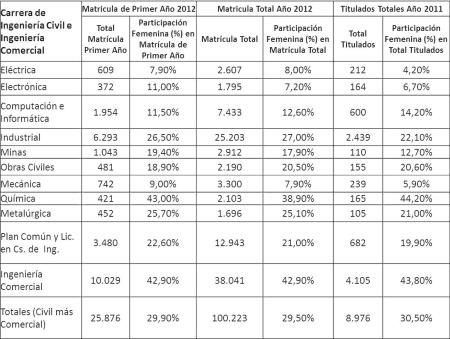 Carrera de Ingeniería Civil e Ingeniería Comercial | Matrícula de Primer Año 2012 | Matricula Total Año 2012 | Titulados Totales Año 2011
Total Matrícula Primer Año | Participación Femenina (%) en Matrícula de Primer Año | Matrícula Total | Participación Femenina (%) en Matrícula Total | Total Titulados | Participación Femenina (%) en Total Titulados
Eléctrica 609 7,90% 2.607 8,00% 212 4,20%
Electrónica 372 11,00% 1.795 7,20% 164 6,70%
Computación e Informática 1.954 11,50% 7.433 12,60% 600 14,20%
Industrial 6.293 26,50% 25.203 27,00% 2.439 22,10%
Minas 1.043 19,40% 2.912 17,90% 110 12,70%
Obras Civiles 481 18,90% 2.190 20,50% 155 20,60%
Mecánica 742 9,00% 3.300 7,90% 239 5,90%
Química 421 43,00% 2.103 38,90% 165 44,20%
Metalúrgica 452 25,70% 1.696 25,10% 105 21,00%
Plan Común y Lic. en Cs. de Ing. 3.480 22,60% 12.943 21,00% 682 19,90%
Ingeniería Comercial 10.029 42,90% 38.041 42,90% 4.105 43,80%
Totales (Civil más Comercial) 25.876 29,90% 100.223 29,50% 8.976 30,50%